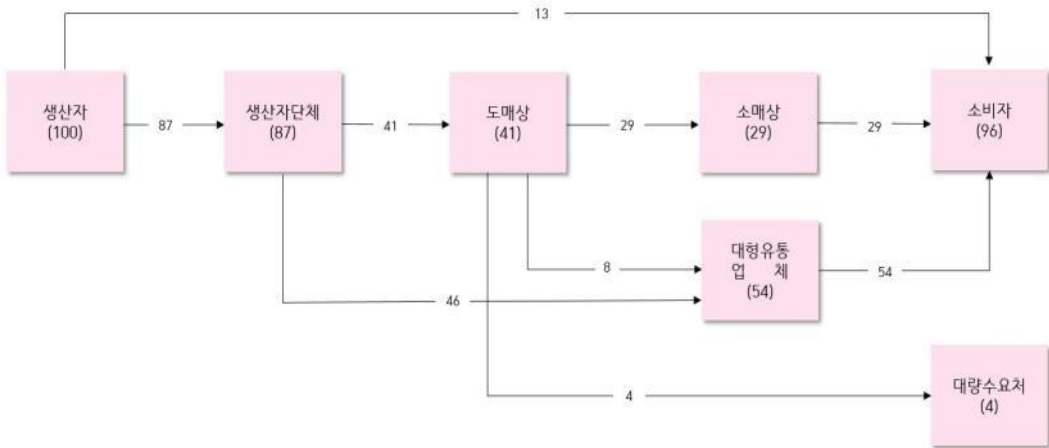 13
생산자
(100)
87
생산자단체
(87)
41
도매상
(41)
29
소매상
(29)
29
소비자
(96)
대형유통
업 체
(54)
8
54
46
대량수요처
(4)
4